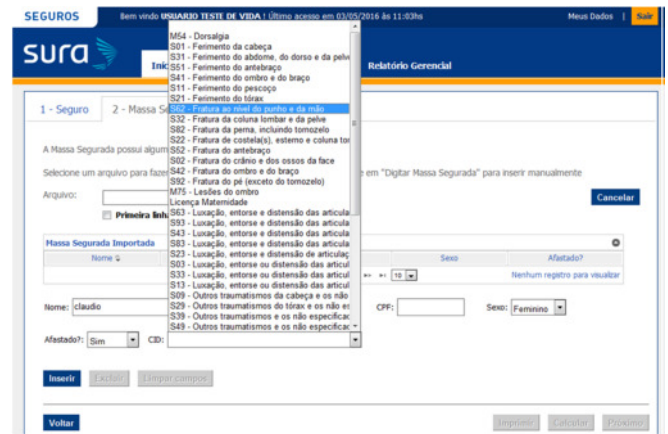 SEGUROS
Bem vindo USUARIO TESTE DE VIDA ! Último acesso em 03/05/2016 às 11:03hs
Meus Dados | Sair
sura
Relatório Gerencial
M54 - Dorsalgia
S01 - Ferimento da cabeça
S31 - Ferimento do abdome, do dorso e da pelve
S51 - Ferimento do antebraço
S41 - Ferimento do ombro e do braço
S11 - Ferimento do pescoço
S21 - Ferimento do tórax
S62 - Fratura ao nível do punho e da mão
S32 - Fratura da coluna lombar e da pelve
S82 - Fratura da perna, incluindo tornozelo
S22 - Fratura de costela(s), esterno e coluna tor
S52 - Fratura do antebraço
S02 - Fratura do crânio e dos ossos da face
S42 - Fratura do ombro e do braço
S92 - Fratura do pé (exceto do tornozelo)
M75 - Lesões do ombro
Licença Maternidade
S63 - Luxação, entorse e distensão das articula
S93 - Luxação, entorse e distensão das articula
S43 - Luxação, entorse e distensão das articula
S83 - Luxação, entorse e distensão das articula
S23 - Luxação, entorse e distensão de articulaç
S03 - Luxação, entorse ou distensão das articul
S33 - Luxação, entorse ou distensão das articul
S13 - Luxação, entorse ou distensão das articul
S09 - Outros traumatismos da cabeça e os não
S29 - Outros traumatismos do tórax e os não es
S39 - Outros traumatismos e os não especificac
S49 - Outros traumatismos e os não especificac
1 - Seguro
2 - Massa Se
A Massa Segurada possui algum
Selecione um arquivo para fazer
e em "Digitar Massa Segurada" para inserir manualmente
Arquivo:
Cancelar
Primeira linha
Massa Segurada Importada
Nome
Sexo
Afastado?
10
Nenhum registro para visualizar
Nome: claudio
CPF:
Sexo: Feminino
Afastado?: Sim
CID:
Inserir
Excluir
Limpar campos
Voltar
Imprimir
Calcular
Próximo